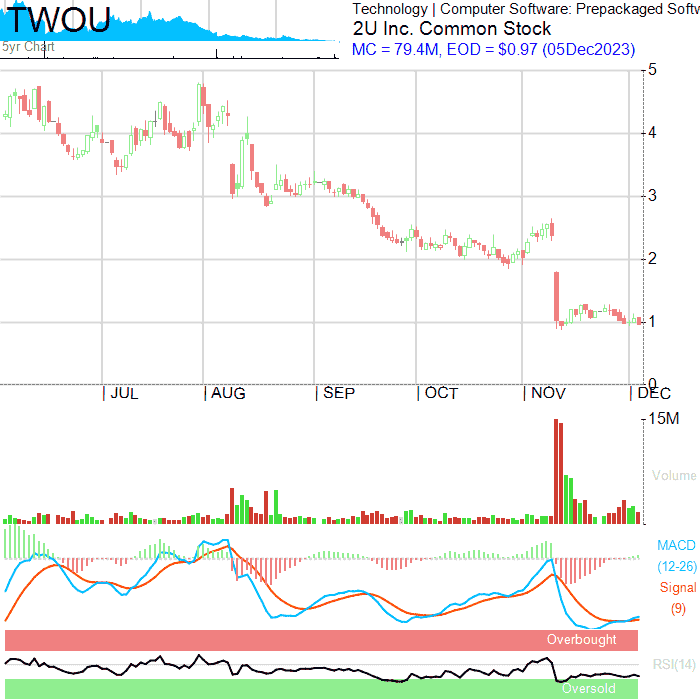 TWOU
5yr Chart
Technology | Computer Software: Prepackaged Softw
2U Inc. Common Stock
MC = 79.4M, EOD = $0.97 (05Dec2023)
5
4
3
2
1
0
| JUL | AUG | SEP | OCT | NOV | DEC
15M
Volume
MACD
(12-26)
Signal
(9)
Overbought
RSI(14)
Oversold